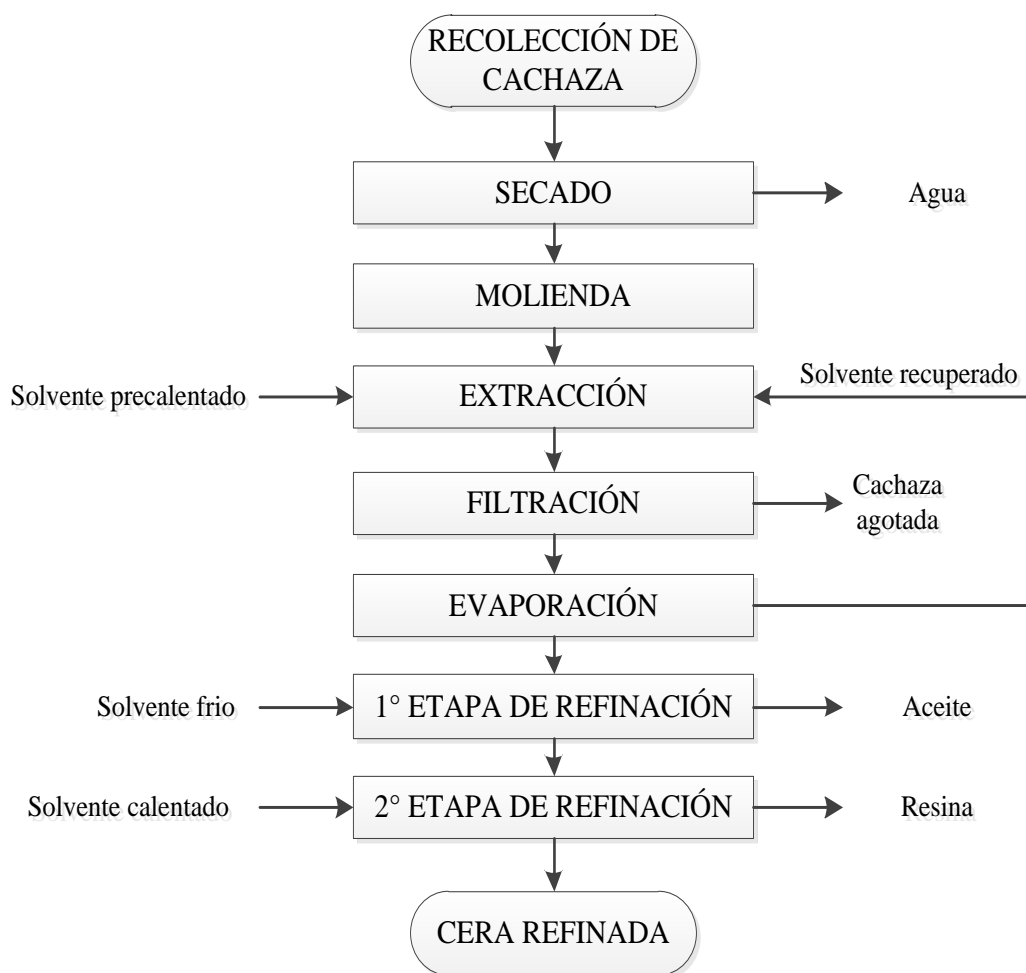 RECOLECCIÓN DE
CACHAZA
SECADO
Agua
MOLIENDA
Solvente precalentado
EXTRACCIÓN
Solvente recuperado
FILTRACIÓN
Cachaza
agotada
EVAPORACIÓN
Solvente frio
1° ETAPA DE REFINACIÓN
Aceite
Solvente calentado
2° ETAPA DE REFINACIÓN
Resina
CERA REFINADA